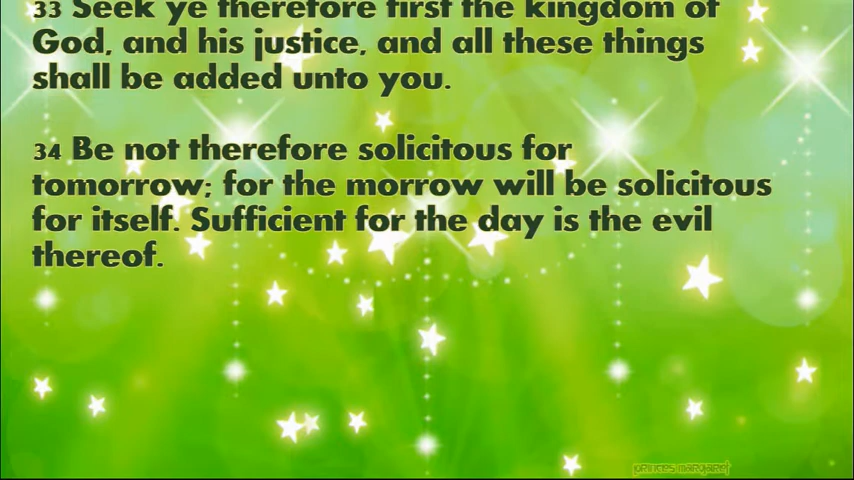 33 Seek ye therefore first the kingdom of
God, and his justice, and all these things
shall be added unto you.
34 Be not therefore solicitous for
tomorrow; for the morrow will be solicitous
for itself. Sufficient for the day is the evil
thereof.